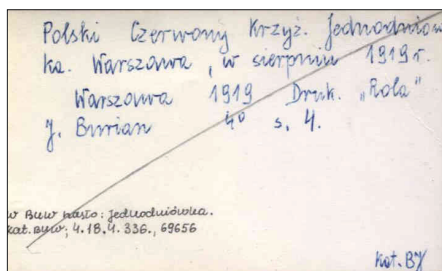 Polski Czerwony Krzyż. Jednodniów
ka. Warszawa, w sierpniu 1919 r.
Warszawa 1919 Druk. „Rola”
J. Burian 4° s. 4.
w BUW hasło: Jednodniówka.
kat. BUW; 4.18.4.336., 69656
Kat. BJ